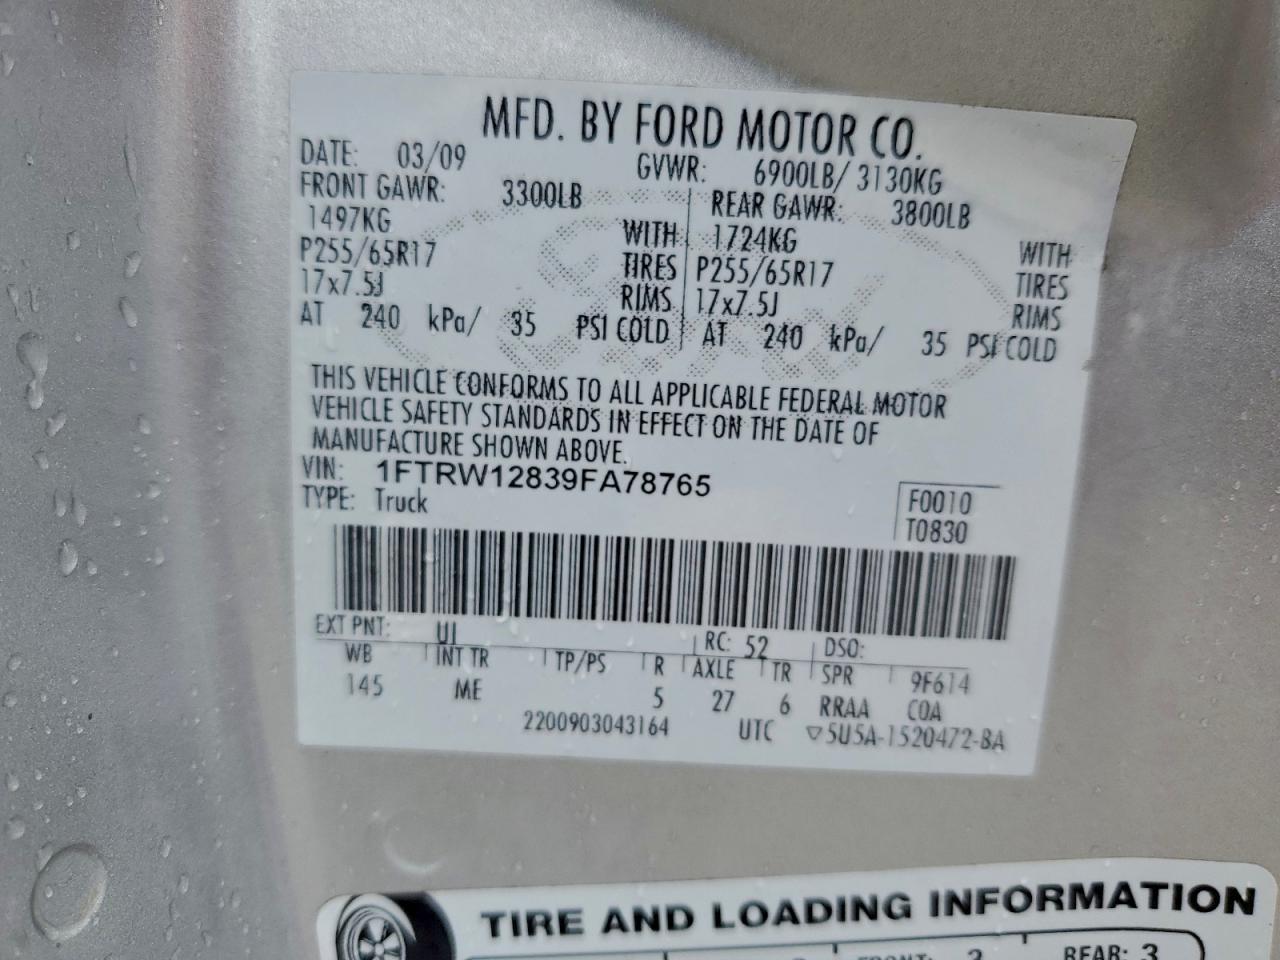 MFD. BY FORD MOTOR CO.
DATE: 03/09 GVWR: 6900LB/ 3130KG
FRONT GAWR: 3300LB REAR GAWR: 3800LB
1497KG WITH 1724KG WITH
P255/65R17 TIRES P255/65R17 TIRES
17x7.5J RIMS 17x7.5J RIMS
AT 240 kPa/ 35 PSI COLD AT 240 kPa/ 35 PSI COLD
THIS VEHICLE CONFORMS TO ALL APPLICABLE FEDERAL MOTOR
VEHICLE SAFETY STANDARDS IN EFFECT ON THE DATE OF
MANUFACTURE SHOWN ABOVE.
VIN: 1FTRW12839FA78765
TYPE: Truck F0010
T0830
EXT PNT: UJ RC: 52 DSO:
WB INT TR TP/PS R AXLE TR SPR 9F614
145 ME 5 27 6 RRAA COA
2200903043164 UTC ▽5U5A-1520472-BA
TIRE AND LOADING INFORMATION
REAR: 3